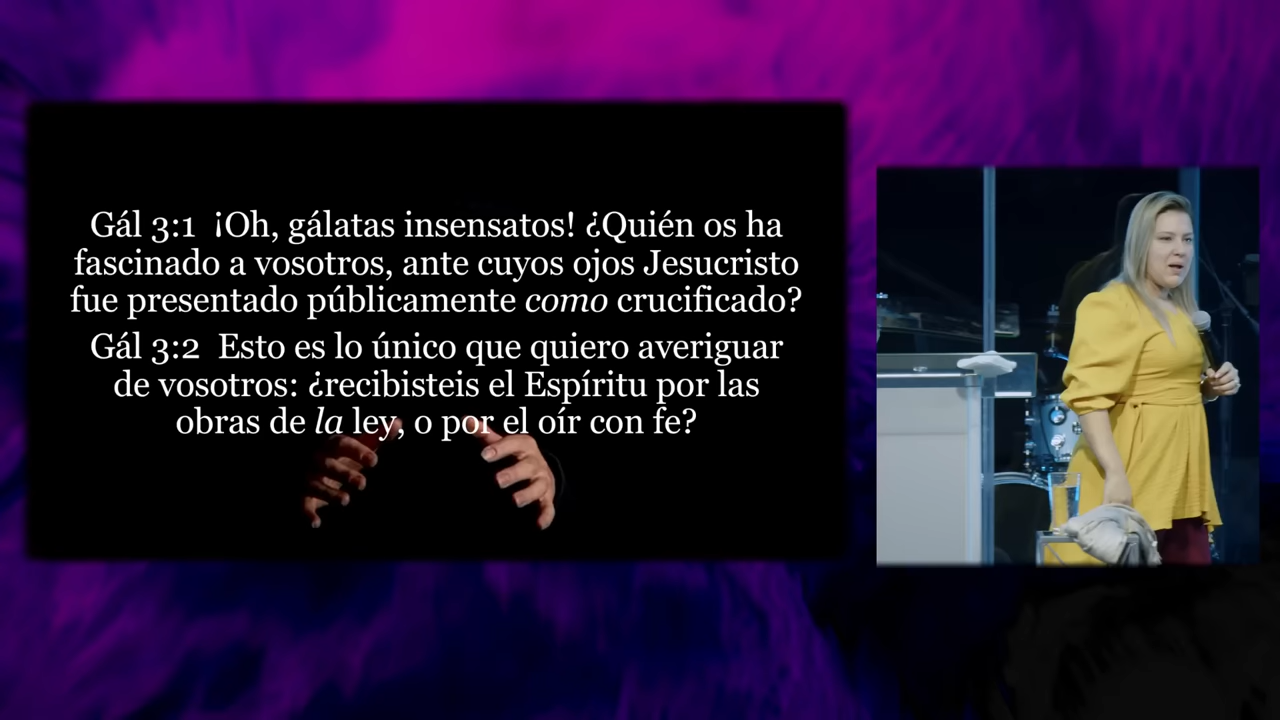 Gál 3:1  ¡Oh, gálatas insensatos! ¿Quién os ha
fascinado a vosotros, ante cuyos ojos Jesucristo
fue presentado públicamente como crucificado?
Gál 3:2  Esto es lo único que quiero averiguar
de vosotros: ¿recibisteis el Espíritu por las
obras de la ley, o por el oír con fe?